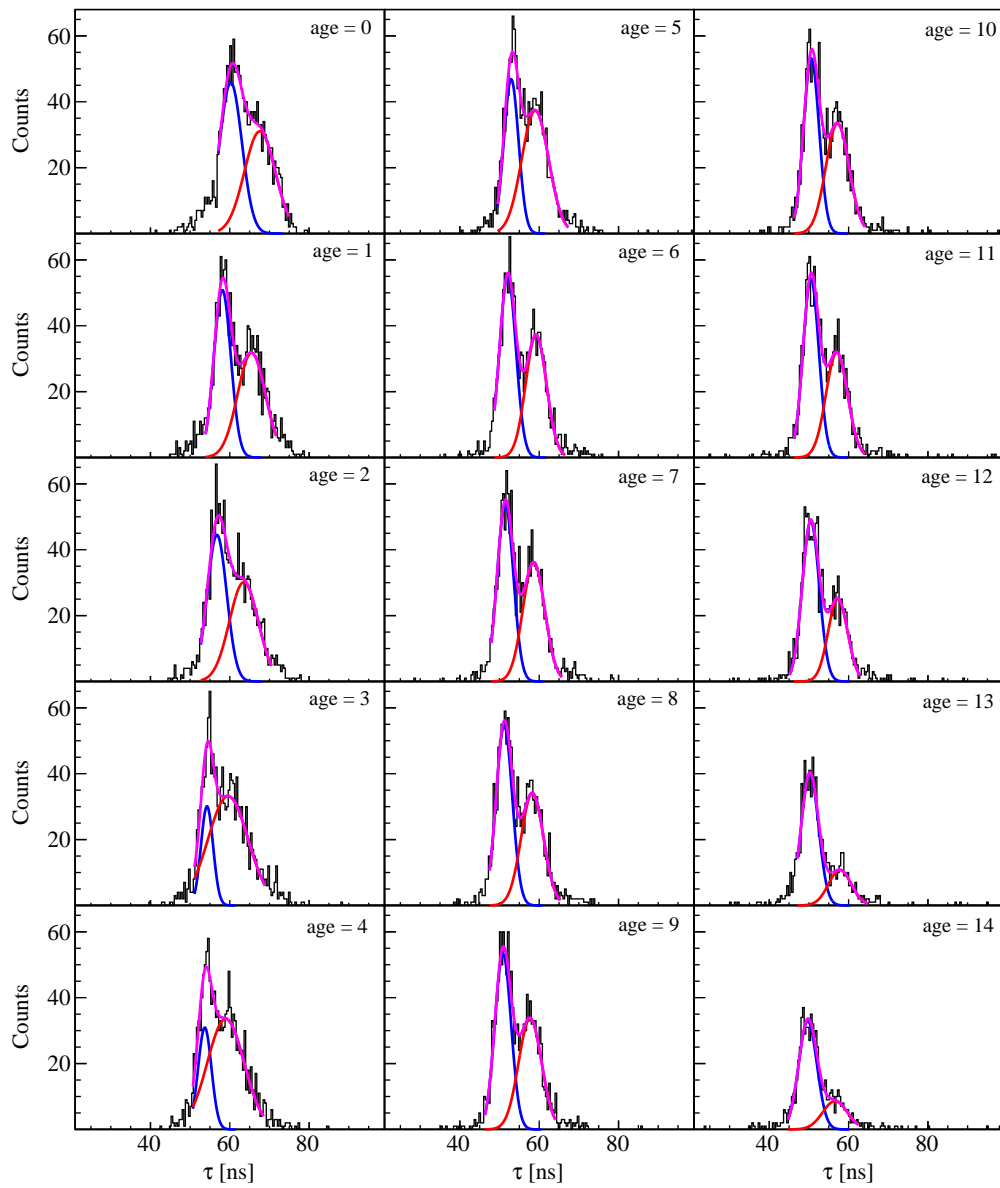 age = 0
age = 5
age = 10
60
40
20
Counts
age = 1
age = 6
age = 11
60
40
20
Counts
age = 2
age = 7
age = 12
60
40
20
Counts
age = 3
age = 8
age = 13
60
40
20
Counts
age = 4
age = 9
age = 14
60
40
20
Counts
40 60 80 40 60 80 40 60 80
τ [ns] τ [ns] τ [ns]